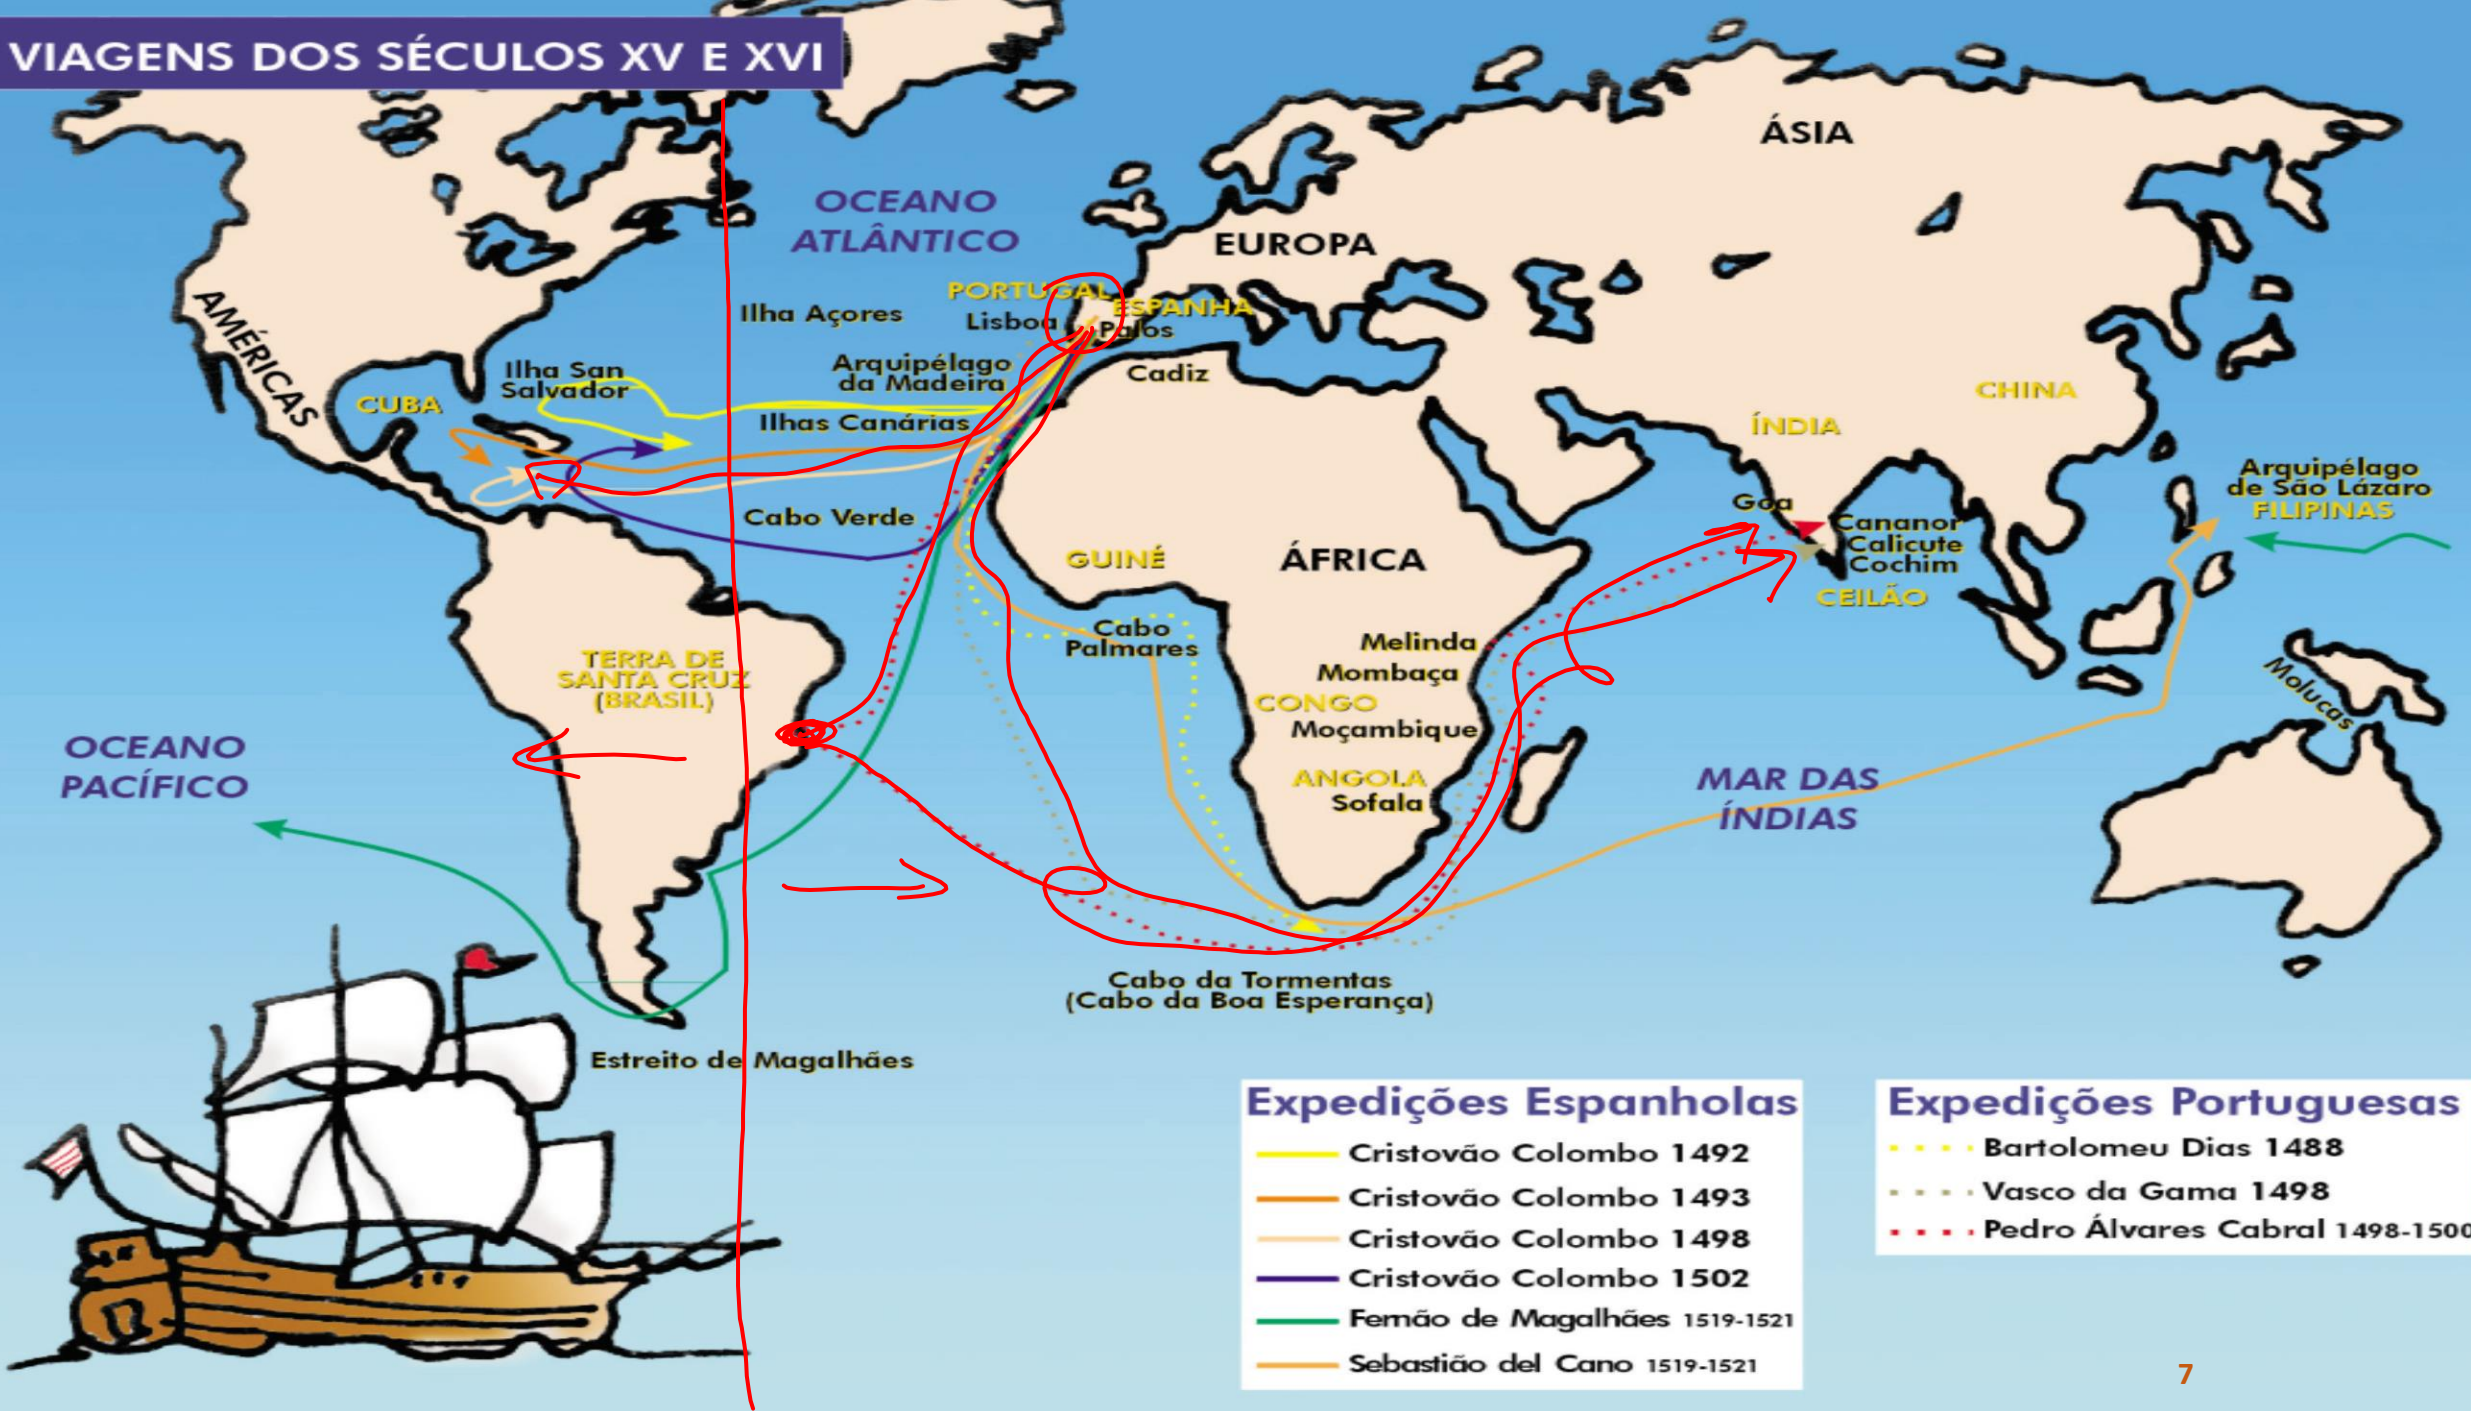 VIAGENS DOS SÉCULOS XV E XVI
ÁSIA
OCEANO
ATLÂNTICO
EUROPA
PORTUGAL
ESPANHA
Ilha Açores
Lisboa
Palos
AMÉRICAS
Ilha San
Salvador
Arquipélago
da Madeira
Cadiz
CUBA
CHINA
Ilhas Canárias
ÍNDIA
Arquipélago
de São Lázaro
FILIPINAS
Cabo Verde
Goa
Cananor
Calicute
Cochim
GUINÉ
ÁFRICA
CEILÃO
Cabo
Palmares
Melinda
Mombaça
TERRA DE
SANTA CRUZ
(BRASIL)
CONGO
Moçambique
Molucas
OCEANO
PACÍFICO
ANGOLA
Sofala
MAR DAS
ÍNDIAS
Cabo da Tormentas
(Cabo da Boa Esperança)
Estreito de Magalhães
Expedições Espanholas
Cristovão Colombo 1492
Cristovão Colombo 1493
Cristovão Colombo 1498
Cristovão Colombo 1502
Fernão de Magalhães 1519-1521
Sebastião del Cano 1519-1521
Expedições Portuguesas
Bartolomeu Dias 1488
Vasco da Gama 1498
Pedro Álvares Cabral 1498-1500
7